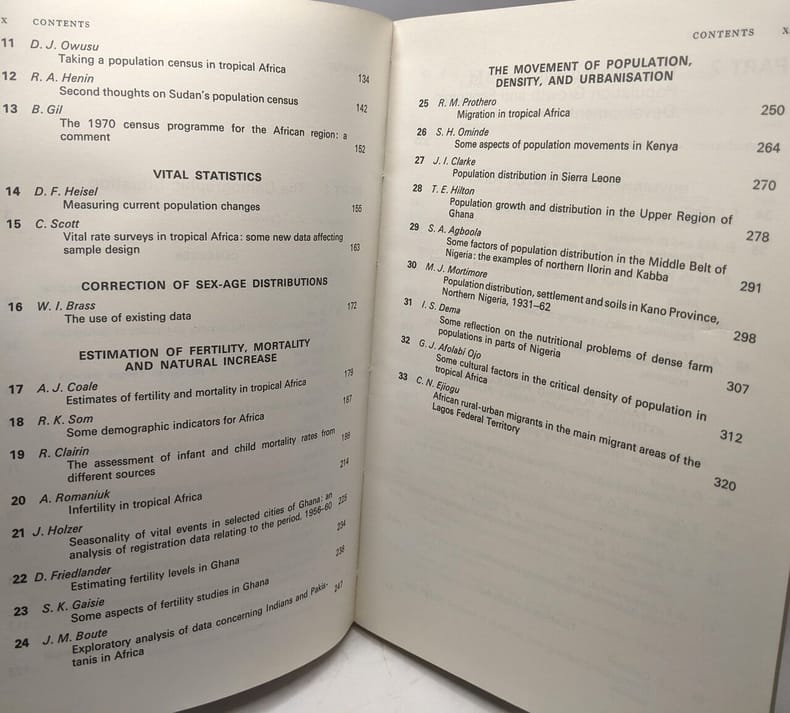 X CONTENTS
11 D. J. Owusu
Taking a population census in tropical Africa 134
12 R. A. Henin
Second thoughts on Sudan's population census 142
13 B. Gil
The 1970 census programme for the African region: a
comment 152
VITAL STATISTICS
14 D. F. Heisel
Measuring current population changes 155
15 C. Scott
Vital rate surveys in tropical Africa: some new data affecting
sample design 163
CORRECTION OF SEX-AGE DISTRIBUTIONS
16 W. I. Brass
The use of existing data 172
ESTIMATION OF FERTILITY, MORTALITY
AND NATURAL INCREASE
17 A. J. Coale
Estimates of fertility and mortality in tropical Africa 179
18 R. K. Som
Some demographic indicators for Africa 187
19 R. Clairin
The assessment of infant and child mortality rates from
different sources
20 A. Romaniuk
Infertility in tropical Africa 214
21 J. Holzer
Seasonality of vital events in selected cities of Ghana: an
analysis of registration data relating to the period, 1956-60 225
22 D. Friedlander
Estimating fertility levels in Ghana 234
23 S. K. Gaisie
Some aspects of fertility studies in Ghana
24 J. M. Boute
Exploratory analysis of data concerning Indians and Pakis-
tanis in Africa 247
CONTENTS X
THE MOVEMENT OF POPULATION,
DENSITY, AND URBANISATION
25 R. M. Prothero
Migration in tropical Africa 250
26 S. H. Ominde
Some aspects of population movements in Kenya 264
27 J. I. Clarke
Population distribution in Sierra Leone 270
28 T. E. Hilton
Population growth and distribution in the Upper Region of
Ghana 278
29 S. A. Agboola
Some factors of population distribution in the Middle Belt of
Nigeria: the examples of northern Ilorin and Kabba 291
30 M. J. Mortimore
Population distribution, settlement and soils in Kano Province,
Northern Nigeria, 1931-62 298
31 I. S. Dema
Some reflection on the nutritional problems of dense farm
populations in parts of Nigeria 307
32 G. J. Afolabi Ojo
Some cultural factors in the critical density of population in
tropical Africa 312
33 C. N. Ejiogu
African rural-urban migrants in the main migrant areas of the
Lagos Federal Territory 320